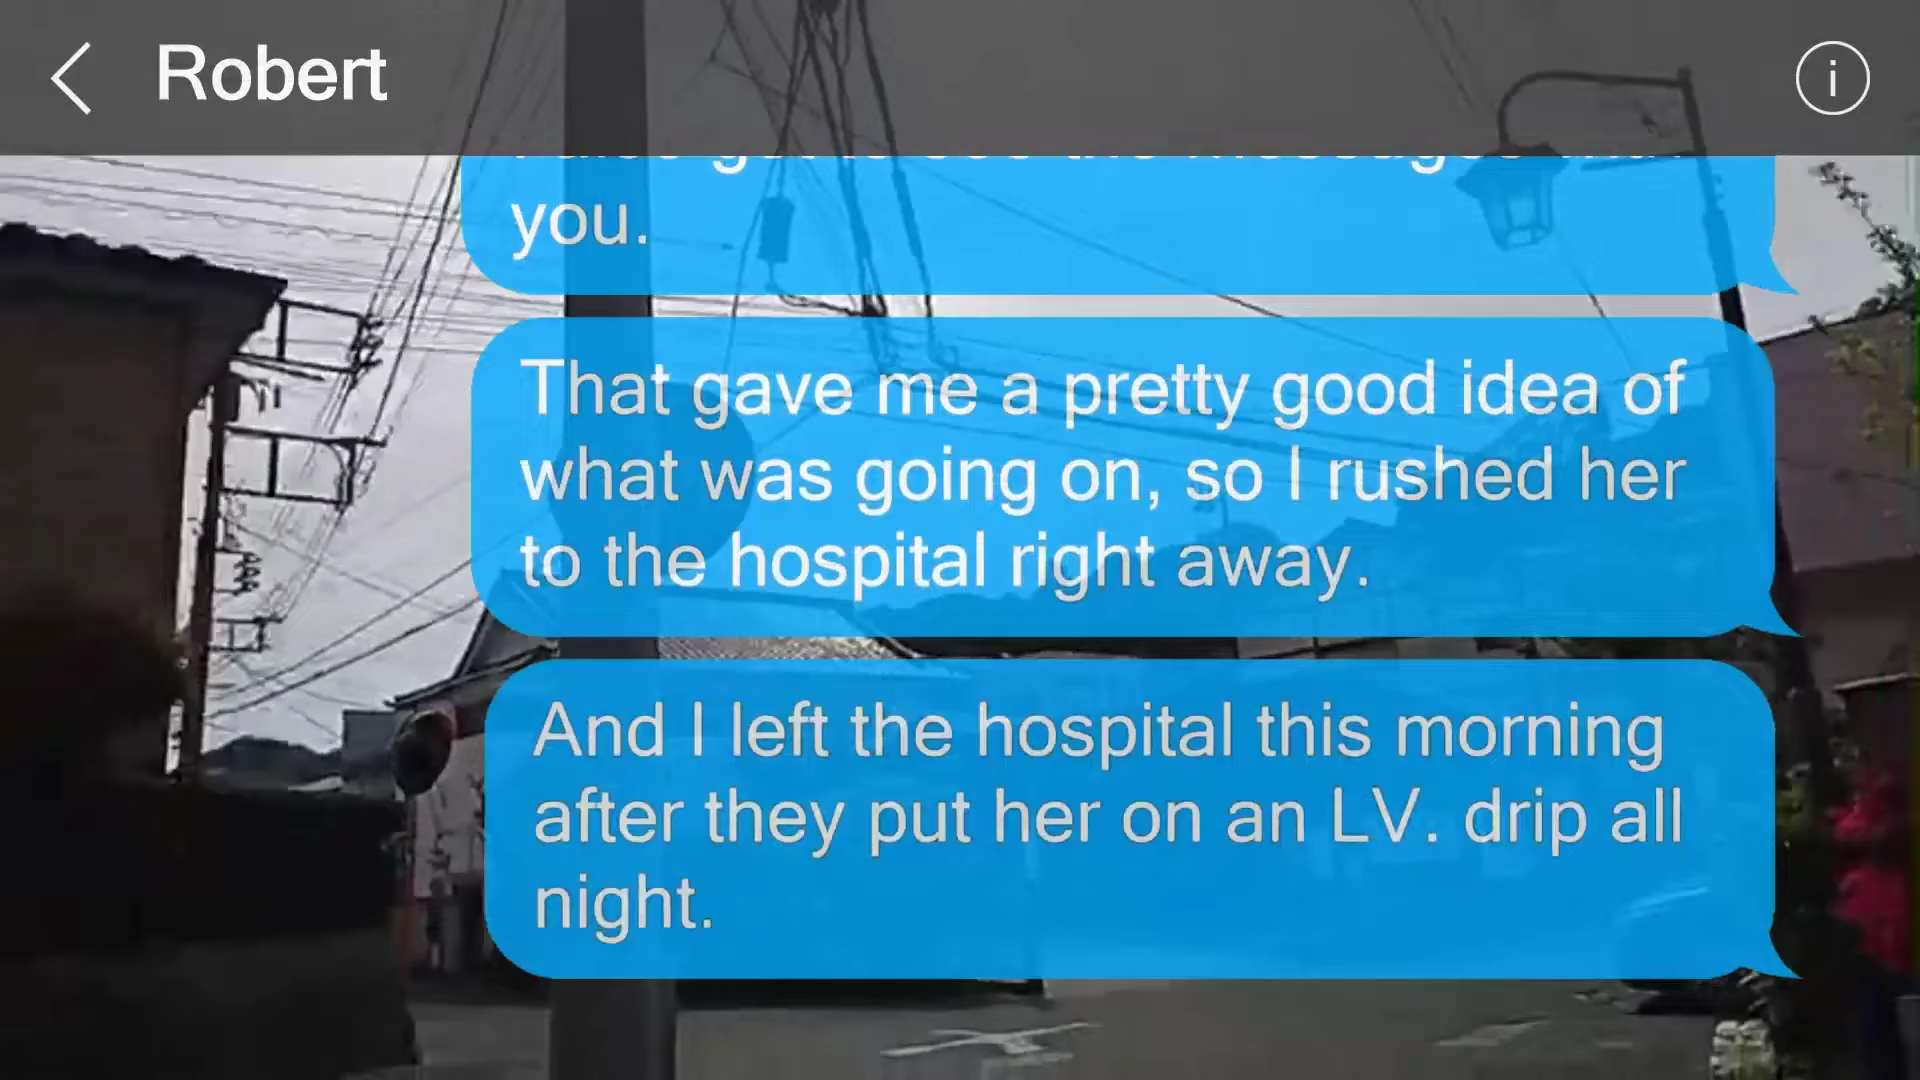 Robert
you.
That gave me a pretty good idea of
what was going on, so I rushed her
to the hospital right away.
And I left the hospital this morning
after they put her on an LV. drip all
night.